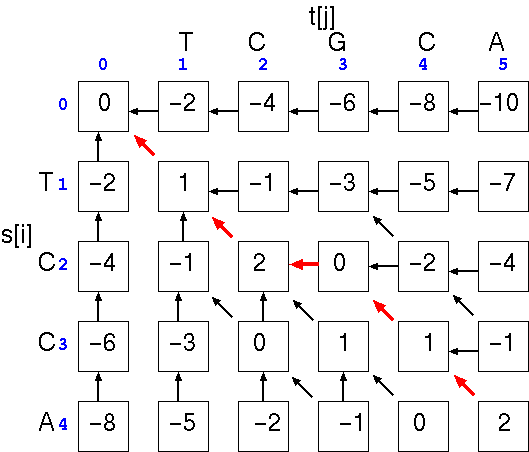 t[j]
T C G C A
0 1 2 3 4 5
0 0 −2 −4 −6 −8 −10
T 1 −2 1 −1 −3 −5 −7
s[i]
C 2 −4 −1 2 0 −2 −4
C 3 −6 −3 0 1 1 −1
A 4 −8 −5 −2 −1 0 2